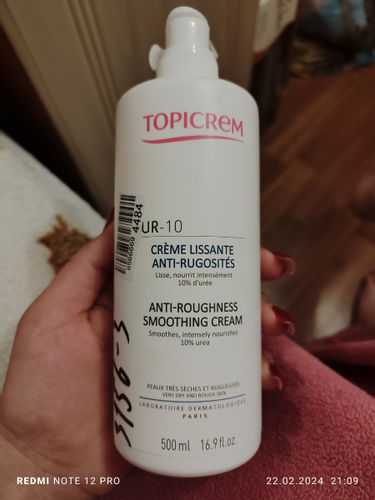 TOPICREM
UR-10
CRÈME LISSANTE
ANTI-RUGOSITÉS
Lisse, nourrit intensément
10% d'urée
ANTI-ROUGHNESS
SMOOTHING CREAM
Smoothes, intensely nourishes
10% urea
PEAUX TRÈS SÈCHES ET RUGUEUSES
VERY DRY AND ROUGH SKIN
LABORATOIRE DERMATOLOGIQUE
PARIS
500 ml 16.9 fl.oz.
4484
REDMI NOTE 12 PRO
22.02.2024 21:09